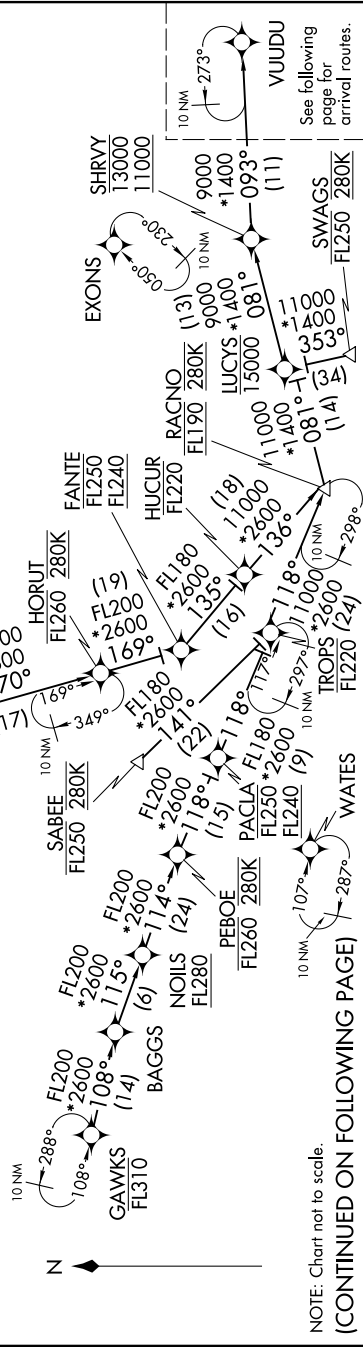 GAWKS
FL310
10 NM
288°
108°
FL200
*2600
108°
(14)
BAGGS
FL200
*2600
115°
(6)
NOILS
FL280
FL200
*2600
114°
(24)
PEBOE
FL260 280K
FL200
*2600
118°
(15)
PACLA
FL250
FL240
118°
FL180
*2600
(9)
SABEE
FL250 280K
FL180
*2600
141°
(22)
TROPS
FL220
10 NM
117°
297°
118°
11000
*2600
(24)
70°
17)
HORUT
FL260 280K
10 NM
169°
349°
(19)
FL200
*2600
169°
FANTE
FL250
FL240
FL180
*2600
135°
(16)
HUCUR
FL220
(18)
11000
*2600
136°
RACNO 280K
FL190
10 NM
298°
11000
*1400
081°
(14)
LUCYS
15000
SWAGS
FL250 280K
11000
*1400
353°
(34)
(13)
9000
*1400
081°
SHRVY
13000
11000
EXONS
050°
230°
10 NM
9000
*1400
093°
(11)
VUUDU
10 NM
273°
See following
page for
arrival routes.
WATES
10 NM
107°
287°
N
NOTE: Chart not to scale.
(CONTINUED ON FOLLOWING PAGE)